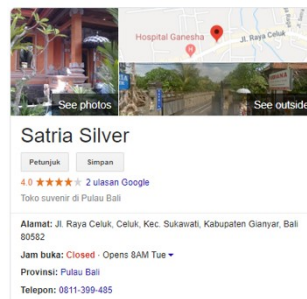 Hospital Ganesha
Jl. Raya Celuk
See photos
See outside
Satria Silver
Petunjuk
Simpan
4.0 ★★★★★ 2 ulasan Google
Toko suvenir di Pulau Bali
Alamat: Jl. Raya Celuk, Celuk, Kec. Sukawati, Kabupaten Gianyar, Bali
80582
Jam buka: Closed · Opens 8AM Tue
Provinsi: Pulau Bali
Telepon: 0811-399-485